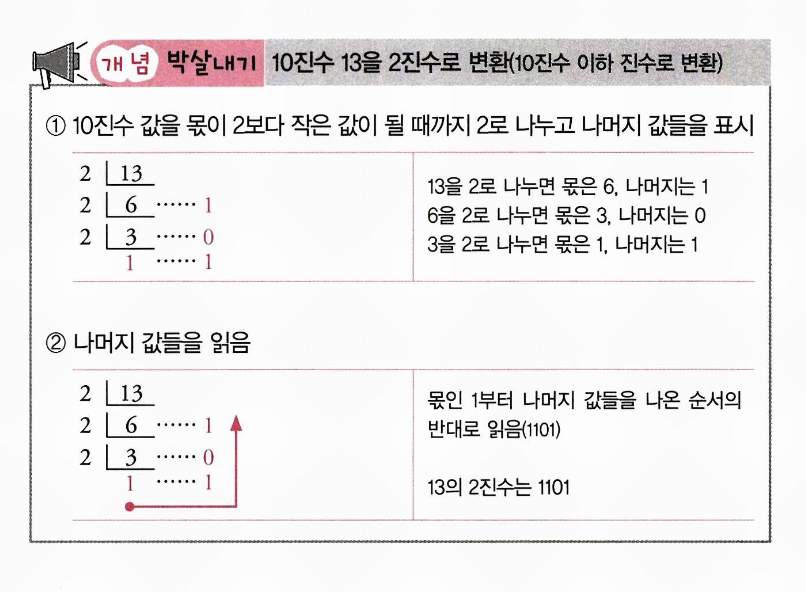 개념 박살내기 10진수 13을 2진수로 변환(10진수 이하 진수로 변환)
① 10진수 값을 몫이 2보다 작은 값이 될 때까지 2로 나누고 나머지 값들을 표시
2 13
2 6 ······ 1
2 3 ······ 0
1 ······ 1
13을 2로 나누면 몫은 6, 나머지는 1
6을 2로 나누면 몫은 3, 나머지는 0
3을 2로 나누면 몫은 1, 나머지는 1
② 나머지 값들을 읽음
2 13
2 6 ······ 1
2 3 ······ 0
1 ······ 1
몫인 1부터 나머지 값들을 나온 순서의
반대로 읽음(1101)
13의 2진수는 1101